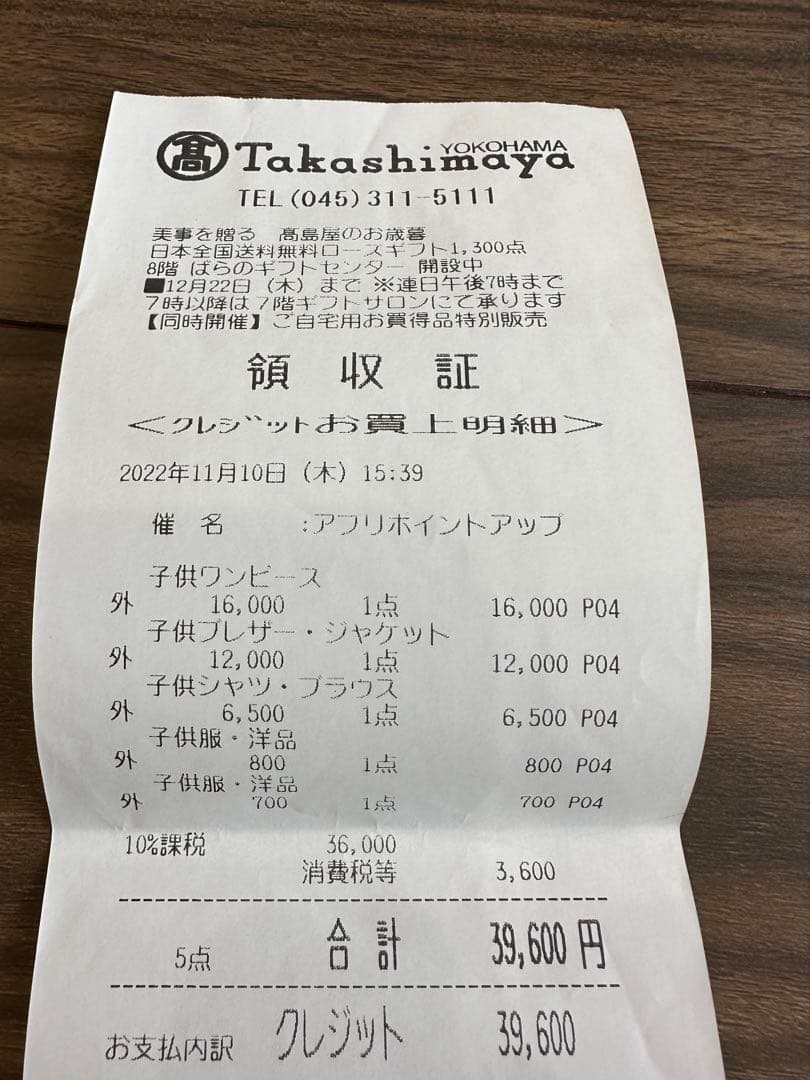 髙 Takashimaya YOKOHAMA
TEL (045) 311-5111
美事を贈る 髙島屋のお歳暮
日本全国送料無料ローズギフト1,300点
8階 ばらのギフトセンター 開設中
■12月22日（木）まで ※連日午後7時まで
7時以降は7階ギフトサロンにて承ります
【同時開催】ご自宅用お買得品特別販売
領収証
＜クレジットお買上明細＞
2022年11月10日（木）15:39
催 名 :アプリポイントアップ
子供ワンピース
外 16,000 1点 16,000 P04
子供ブレザー・ジャケット
外 12,000 1点 12,000 P04
子供シャツ・ブラウス
外 6,500 1点 6,500 P04
子供服・洋品
外 800 1点 800 P04
子供服・洋品
外 700 1点 700 P04
10%課税 36,000
消費税等 3,600
5点 合計 39,600円
お支払内訳 クレジット 39,600